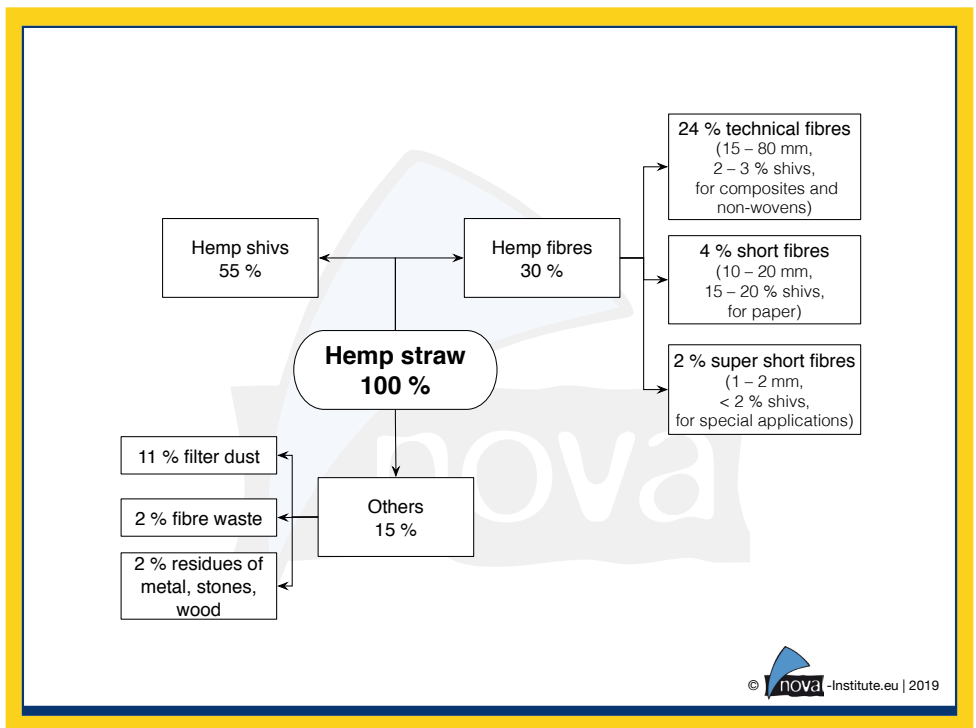 24 % technical fibres
(15 – 80 mm,
2 – 3 % shivs,
for composites and
non-wovens)
Hemp shivs
55 %
Hemp fibres
30 %
4 % short fibres
(10 – 20 mm,
15 – 20 % shivs,
for paper)
Hemp straw
100 %
2 % super short fibres
(1 – 2 mm,
< 2 % shivs,
for special applications)
nova
11 % filter dust
2 % fibre waste
2 % residues of
metal, stones,
wood
Others
15 %
© nova-Institute.eu | 2019